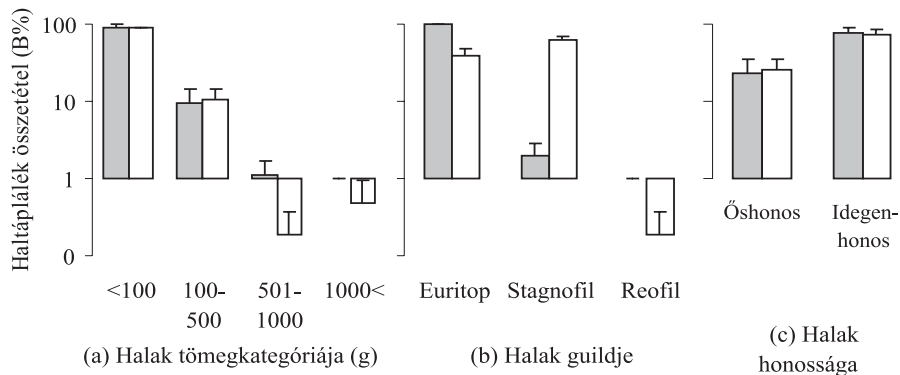 Haltáplálék összetétel (B%)
100
10
1
0
<100
100-
500
501-
1000
1000<
(a) Halak tömegkategóriája (g)
Euritop
Stagnofil
Reofil
(b) Halak guildje
Őshonos
Idegen-
honos
(c) Halak
honossága